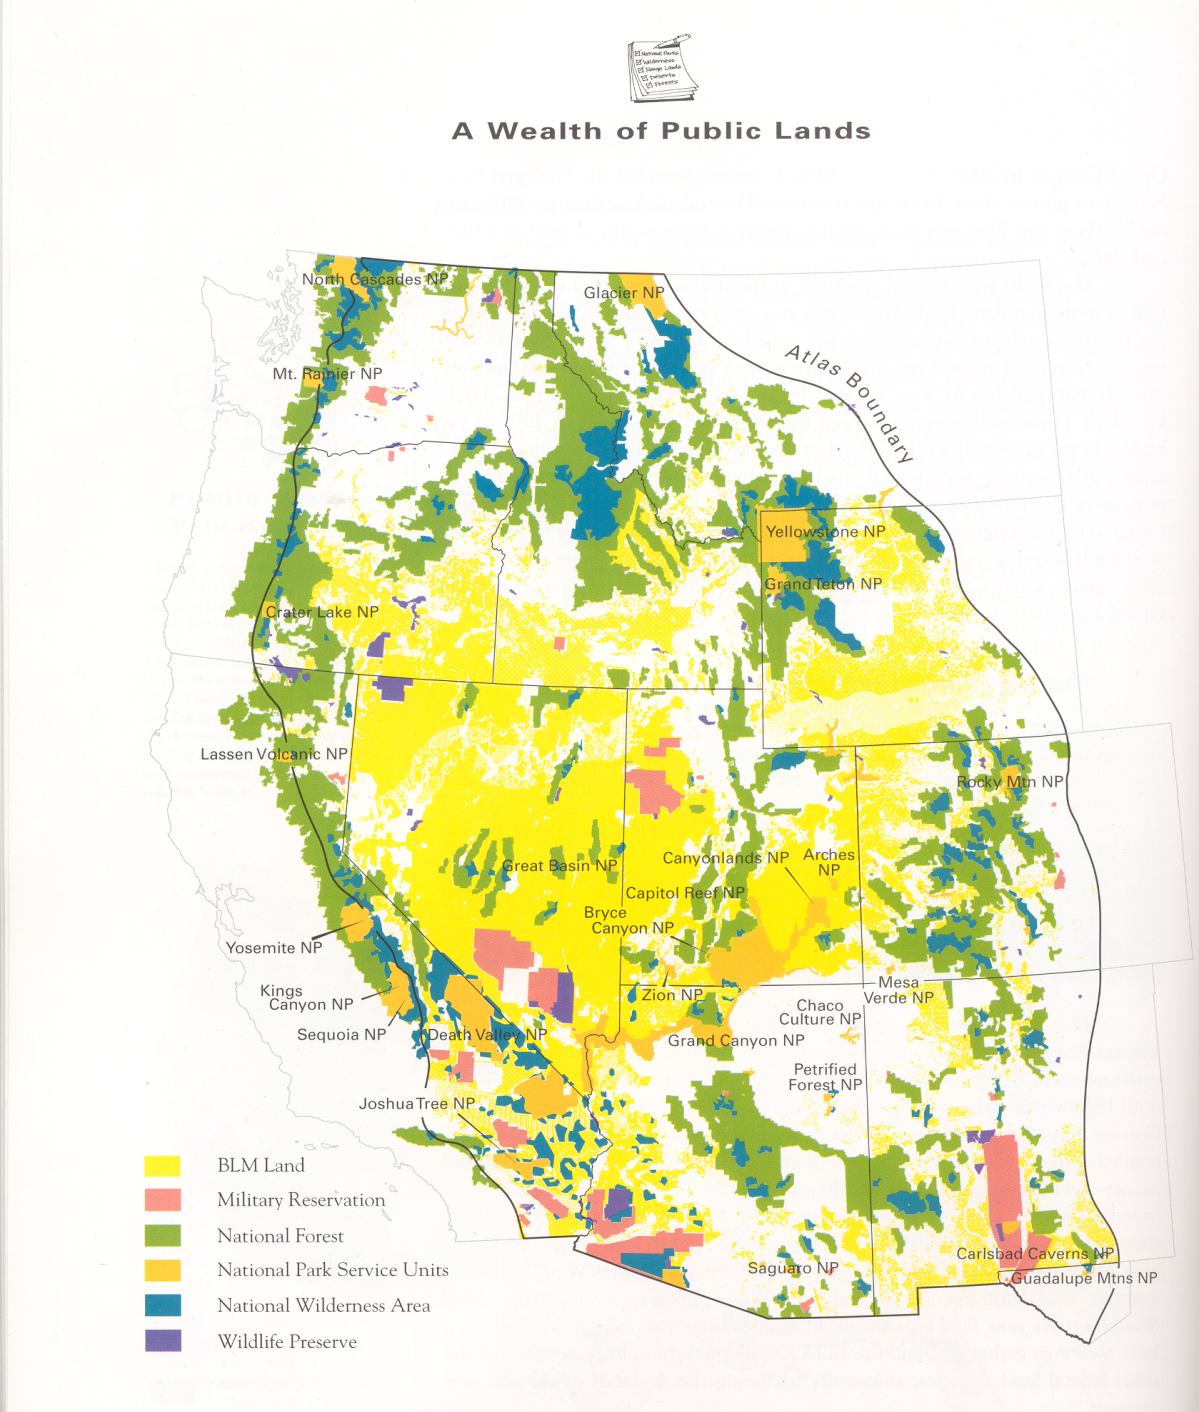 National Parks
Wilderness
Range Lands
Deserts
Forests
A Wealth of Public Lands
North Cascades NP
Glacier NP
Atlas Boundary
Mt. Rainier NP
Yellowstone NP
Grand Teton NP
Crater Lake NP
Lassen Volcanic NP
Rocky Mtn NP
Great Basin NP
Canyonlands NP
Arches
NP
Capitol Reef NP
Bryce
Canyon NP
Yosemite NP
Kings
Canyon NP
Zion NP
Mesa
Verde NP
Chaco
Culture NP
Sequoia NP
Death Valley NP
Grand Canyon NP
Petrified
Forest NP
Joshua Tree NP
Carlsbad Caverns NP
Saguaro NP
Guadalupe Mtns NP
BLM Land
Military Reservation
National Forest
National Park Service Units
National Wilderness Area
Wildlife Preserve